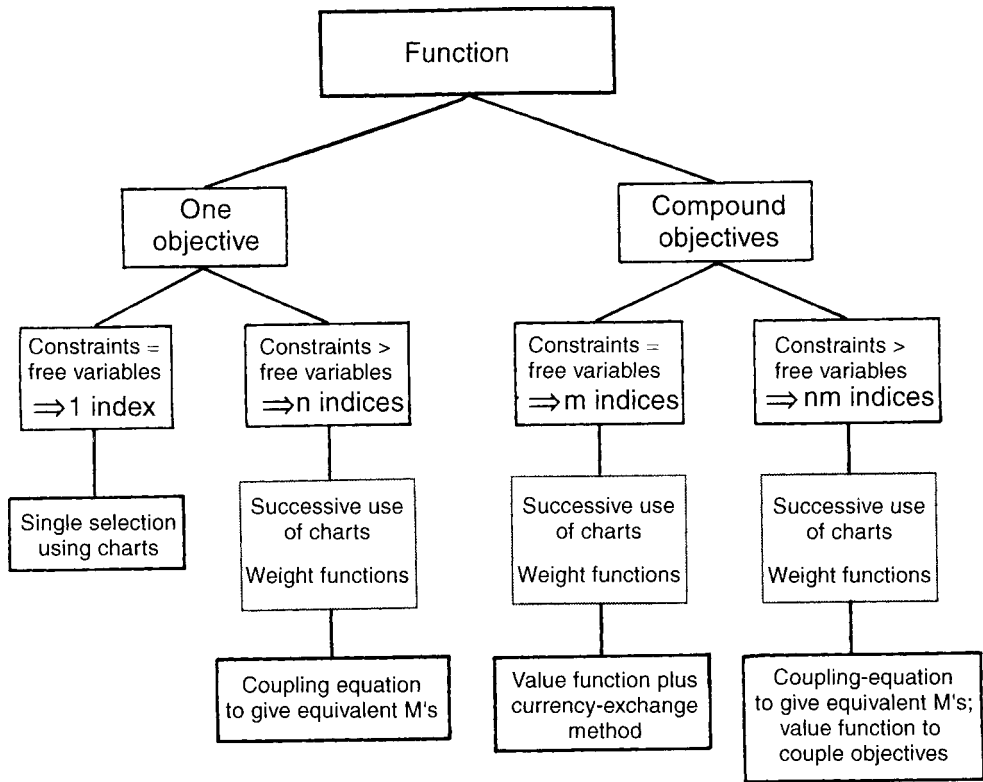 Function
One
objective
Compound
objectives
Constraints =
free variables
⇒1 index
Constraints >
free variables
⇒n indices
Constraints =
free variables
⇒m indices
Constraints >
free variables
⇒nm indices
Single selection
using charts
Successive use
of charts
Weight functions
Successive use
of charts
Weight functions
Successive use
of charts
Weight functions
Coupling equation
to give equivalent M's
Value function plus
currency-exchange
method
Coupling-equation
to give equivalent M's;
value function to
couple objectives